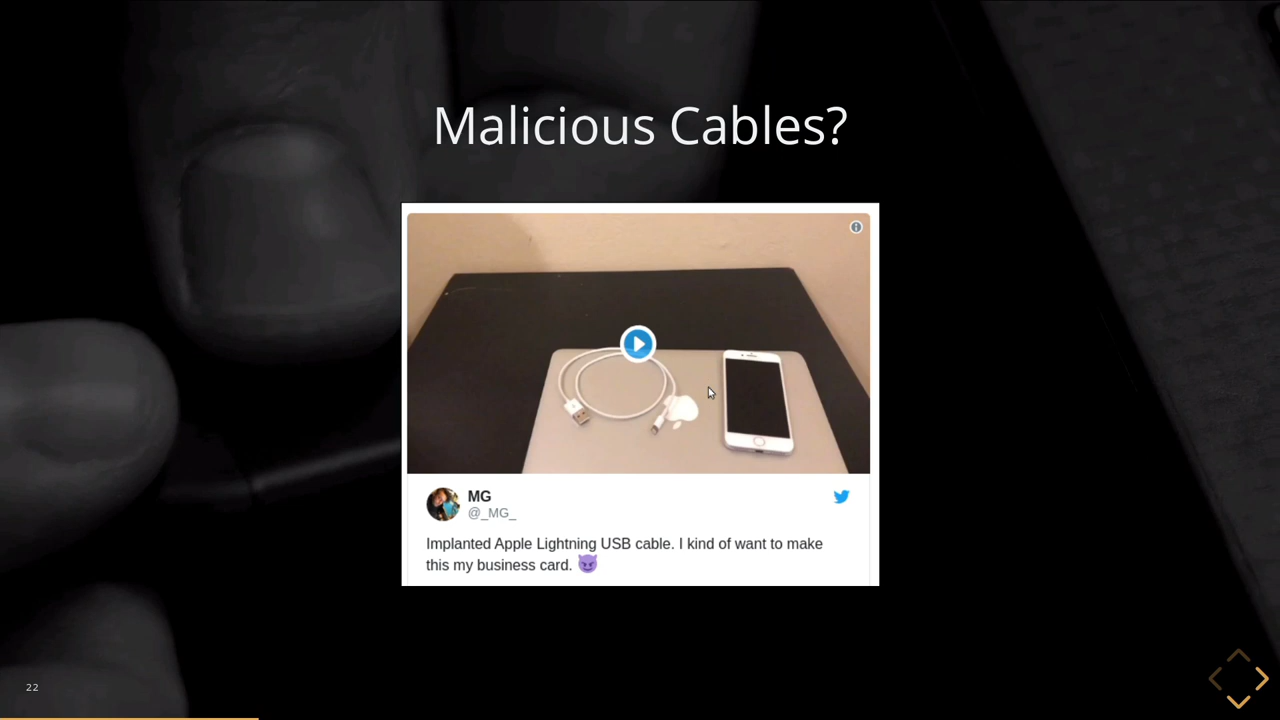 Malicious Cables?
MG
@_MG_
Implanted Apple Lightning USB cable. I kind of want to make
this my business card. 😈
22